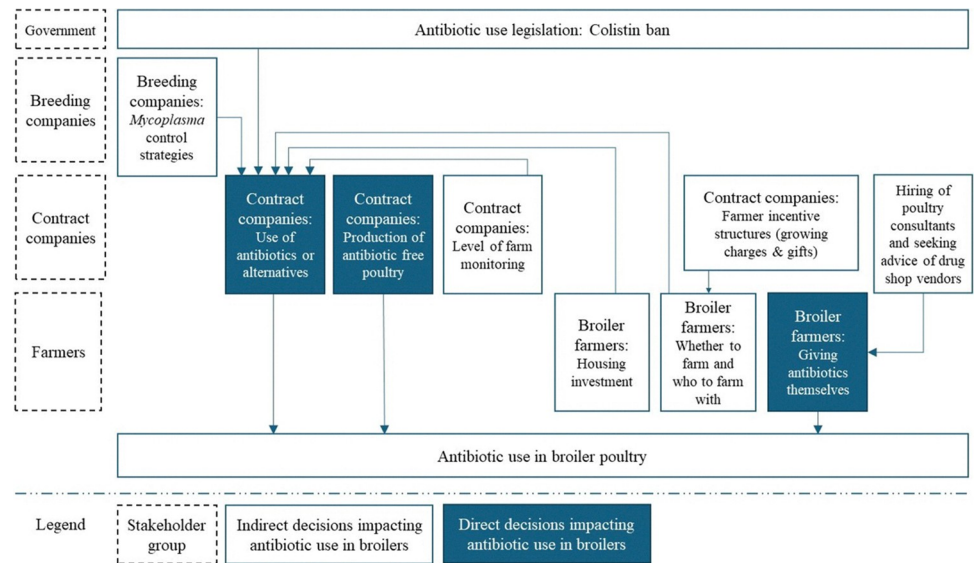 Government
Antibiotic use legislation: Colistin ban
Breeding
companies
Breeding
companies:
Mycoplasma
control
strategies
Contract
companies
Contract
companies:
Use of
antibiotics or
alternatives
Contract
companies:
Production of
antibiotic free
poultry
Contract
companies:
Level of farm
monitoring
Contract companies:
Farmer incentive
structures (growing
charges & gifts)
Hiring of
poultry
consultants
and seeking
advice of drug
shop vendors
Farmers
Broiler
farmers:
Housing
investment
Broiler
farmers:
Whether to
farm and
who to farm
with
Broiler
farmers:
Giving
antibiotics
themselves
Antibiotic use in broiler poultry
Legend
Stakeholder
group
Indirect decisions impacting
antibiotic use in broilers
Direct decisions impacting
antibiotic use in broilers